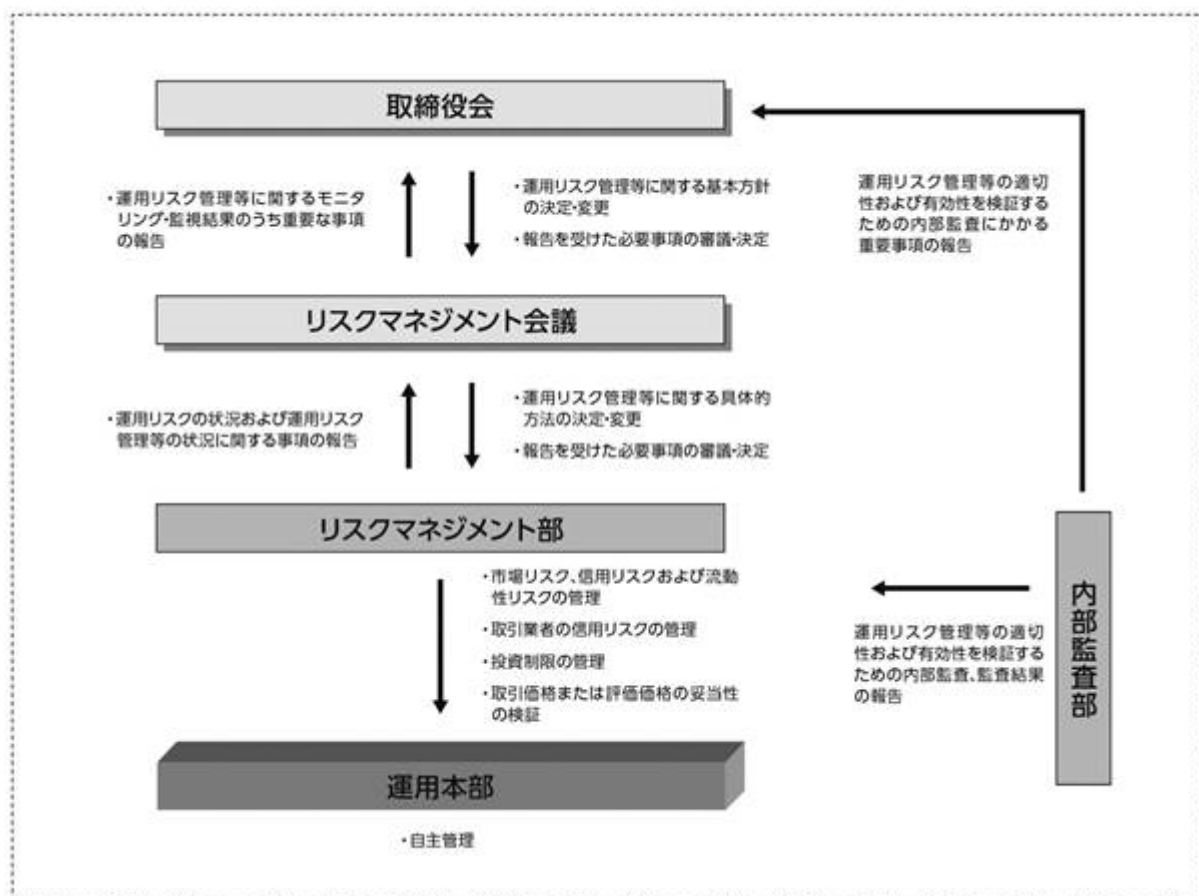 取締役会
・運用リスク管理等に関するモニタ
リング・監視結果のうち重要な事項
の報告
・運用リスク管理等に関する基本方針
の決定・変更
・報告を受けた必要事項の審議・決定
運用リスク管理等の適切
性および有効性を検証する
ための内部監査にかかる
重要事項の報告
リスクマネジメント会議
・運用リスクの状況および運用リスク
管理等の状況に関する事項の報告
・運用リスク管理等に関する具体的
方法の決定・変更
・報告を受けた必要事項の審議・決定
リスクマネジメント部
・市場リスク、信用リスクおよび流動
性リスクの管理
・取引業者の信用リスクの管理
・投資制限の管理
・取引価格または評価価格の妥当性
の検証
運用リスク管理等の適切
性および有効性を検証する
ための内部監査、監査結果
の報告
内部監査部
運用本部
・自主管理